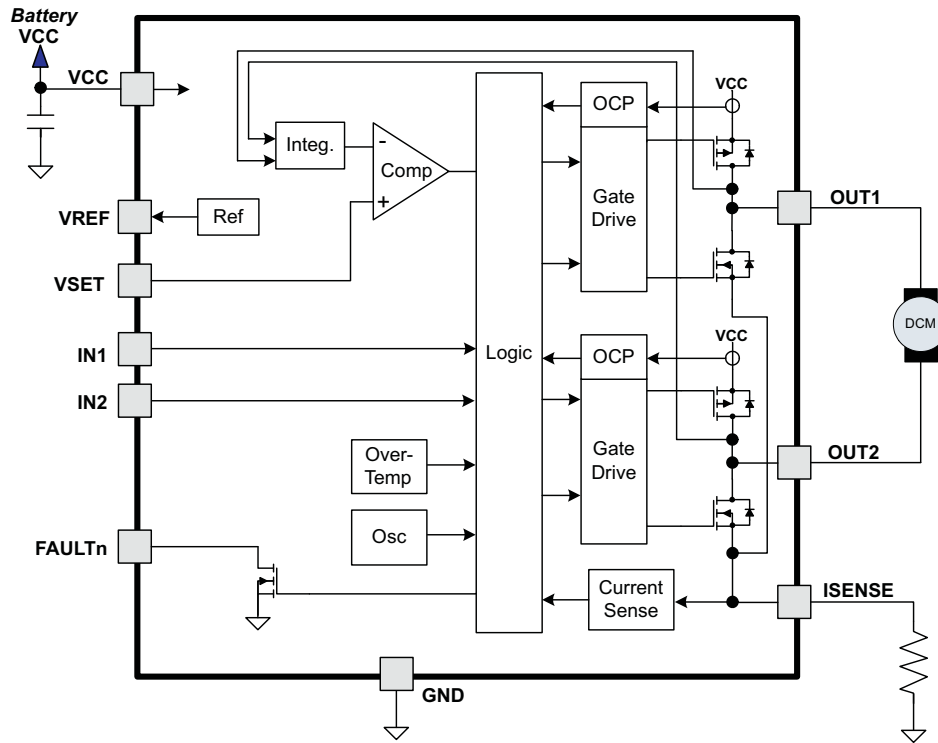 Battery
VCC
VCC
VREF
VSET
IN1
IN2
FAULTn
GND
Ref
Integ.
-
Comp
+
Over-
Temp
Osc
Logic
OCP
Gate
Drive
VCC
OCP
Gate
Drive
VCC
Current
Sense
OUT1
DCM
OUT2
ISENSE